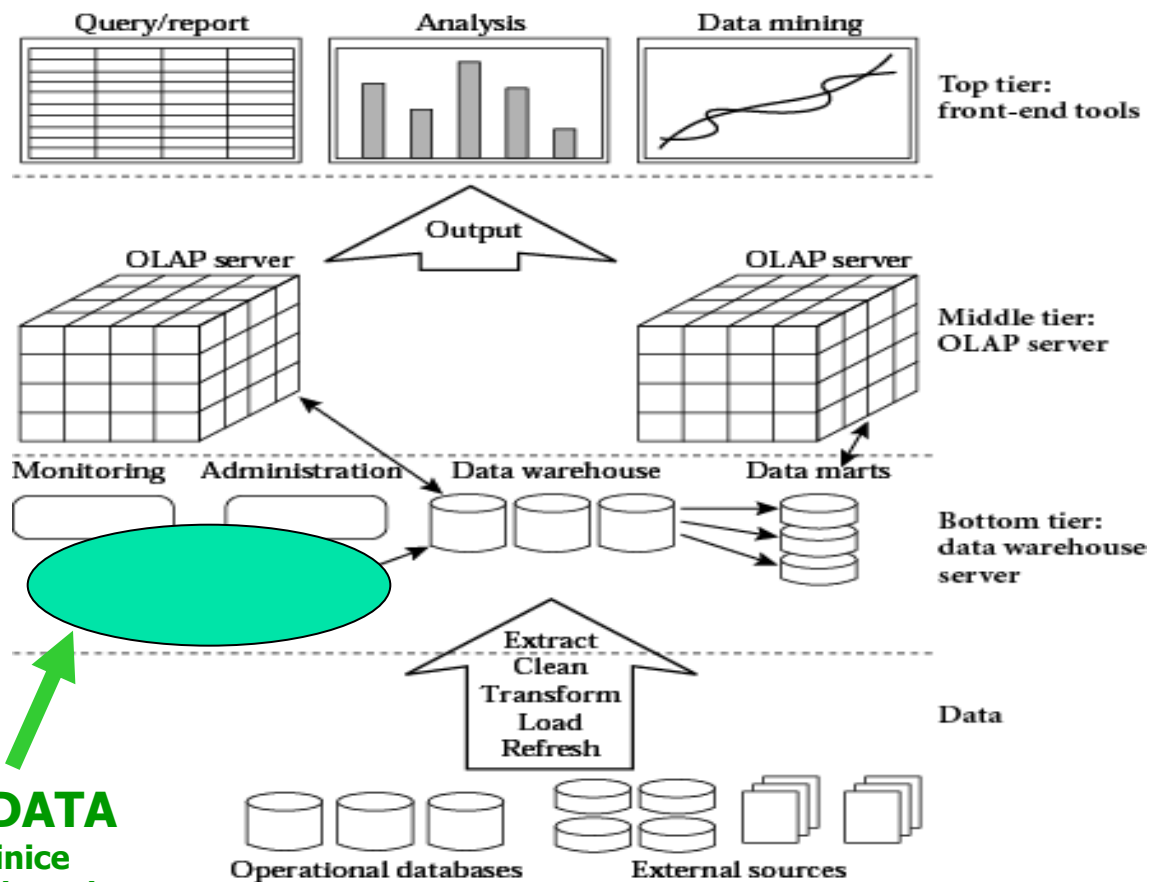 Query/report
Analysis
Data mining
Top tier:
front-end tools
Output
OLAP server
OLAP server
Middle tier:
OLAP server
Monitoring
Administration
Data warehouse
Data marts
Bottom tier:
data warehouse
server
Extract
Clean
Transform
Load
Refresh
Data
DATA
inice
Operational databases
External sources